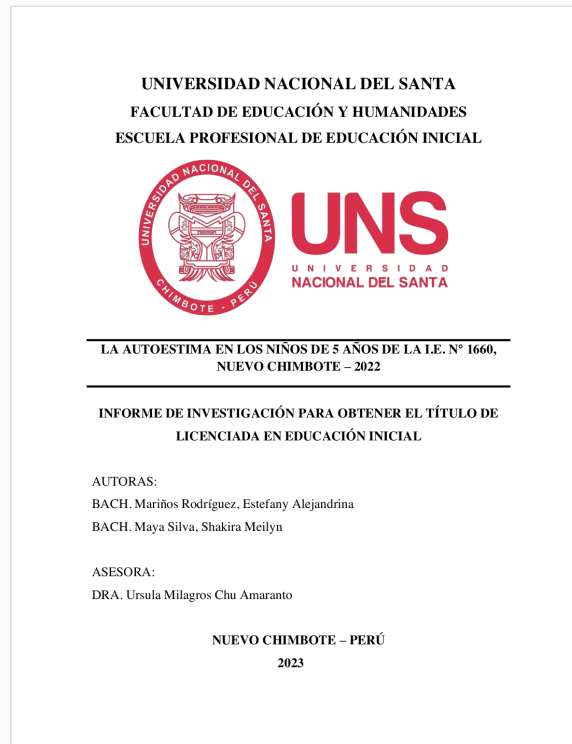 UNIVERSIDAD NACIONAL DEL SANTA
FACULTAD DE EDUCACIÓN Y HUMANIDADES
ESCUELA PROFESIONAL DE EDUCACIÓN INICIAL
UNIVERSIDAD NACIONAL DEL SANTA
CHIMBOTE - PERÚ
UNS
UNIVERSIDAD
NACIONAL DEL SANTA
LA AUTOESTIMA EN LOS NIÑOS DE 5 AÑOS DE LA I.E. N° 1660,
NUEVO CHIMBOTE – 2022
INFORME DE INVESTIGACIÓN PARA OBTENER EL TÍTULO DE
LICENCIADA EN EDUCACIÓN INICIAL
AUTORAS:
BACH. Mariños Rodríguez, Estefany Alejandrina
BACH. Maya Silva, Shakira Meilyn
ASESORA:
DRA. Ursula Milagros Chu Amaranto
NUEVO CHIMBOTE – PERÚ
2023